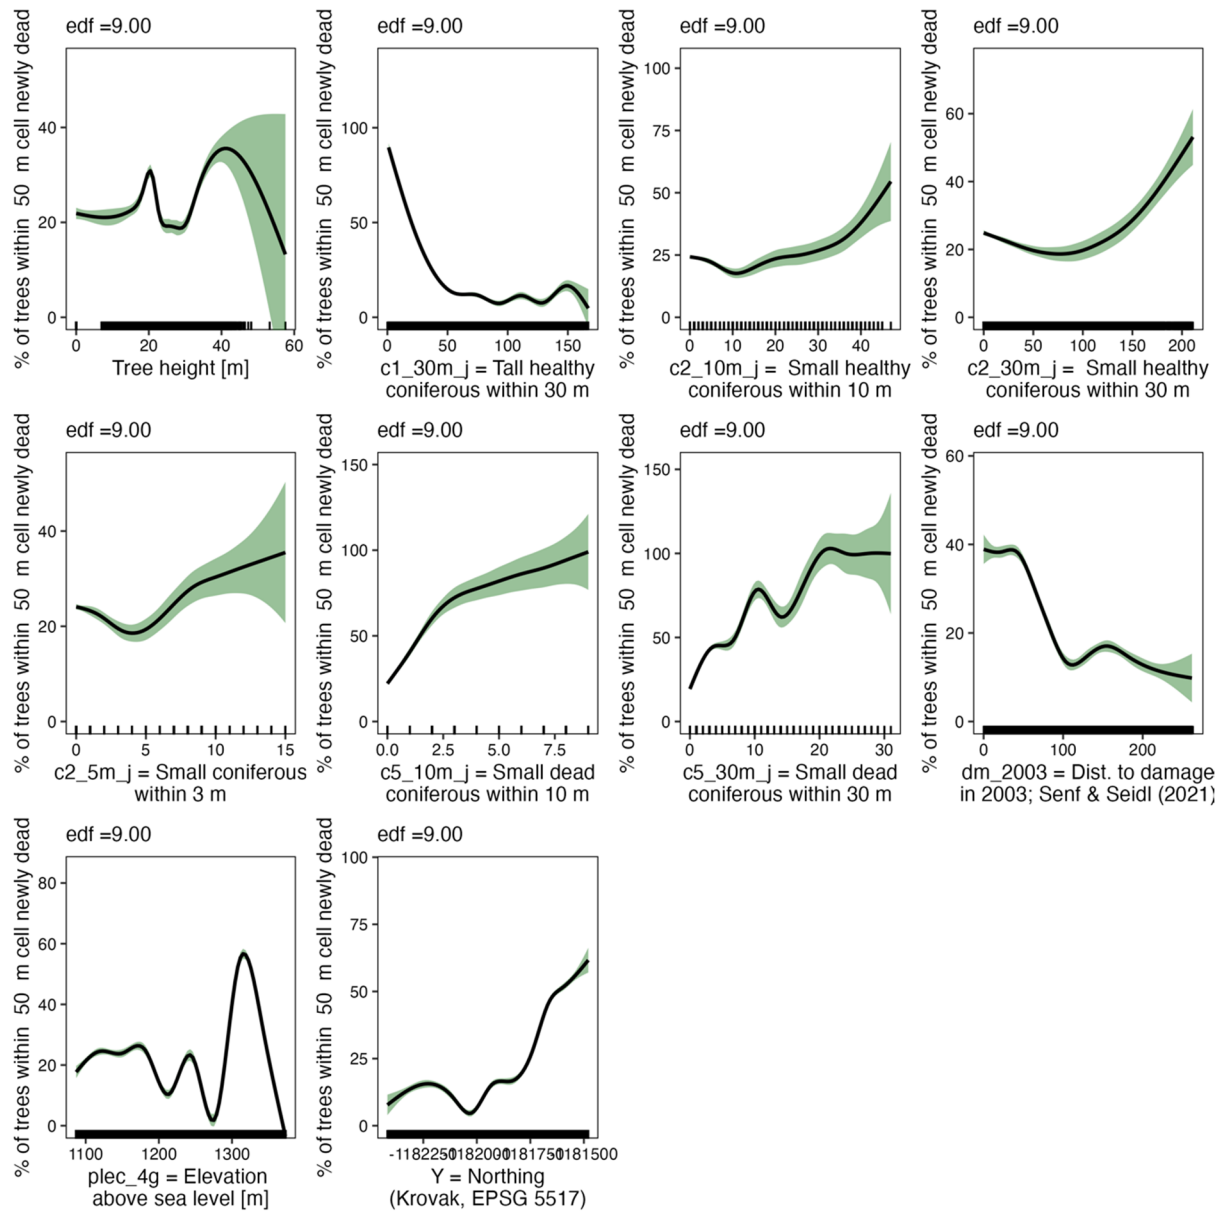 edf =9.00
edf =9.00
edf =9.00
edf =9.00
% of trees within 50 m cell newly dead
40
20
0
0 20 40 60
Tree height [m]
% of trees within 50 m cell newly dead
100
50
0
0 50 100 150
c1_30m_j = Tall healthy
coniferous within 30 m
% of trees within 50 m cell newly dead
100
75
50
25
0
0 10 20 30 40
c2_10m_j = Small healthy
coniferous within 10 m
% of trees within 50 m cell newly dead
60
40
20
0
0 50 100 150 200
c2_30m_j = Small healthy
coniferous within 30 m
edf =9.00
edf =9.00
edf =9.00
edf =9.00
% of trees within 50 m cell newly dead
40
20
0
0 5 10 15
c2_5m_j = Small coniferous
within 3 m
% of trees within 50 m cell newly dead
150
100
50
0
0.0 2.5 5.0 7.5
c5_10m_j = Small dead
coniferous within 10 m
% of trees within 50 m cell newly dead
150
100
50
0
0 10 20 30
c5_30m_j = Small dead
coniferous within 30 m
% of trees within 50 m cell newly dead
60
40
20
0
0 100 200
dm_2003 = Dist. to damage
in 2003; Senf & Seidl (2021)
edf =9.00
edf =9.00
% of trees within 50 m cell newly dead
80
60
40
20
0
1100 1200 1300
plec_4g = Elevation
above sea level [m]
% of trees within 50 m cell newly dead
100
75
50
25
0
-1182250 -1182000 -1181750 -1181500
Y = Northing
(Krovak, EPSG 5517)